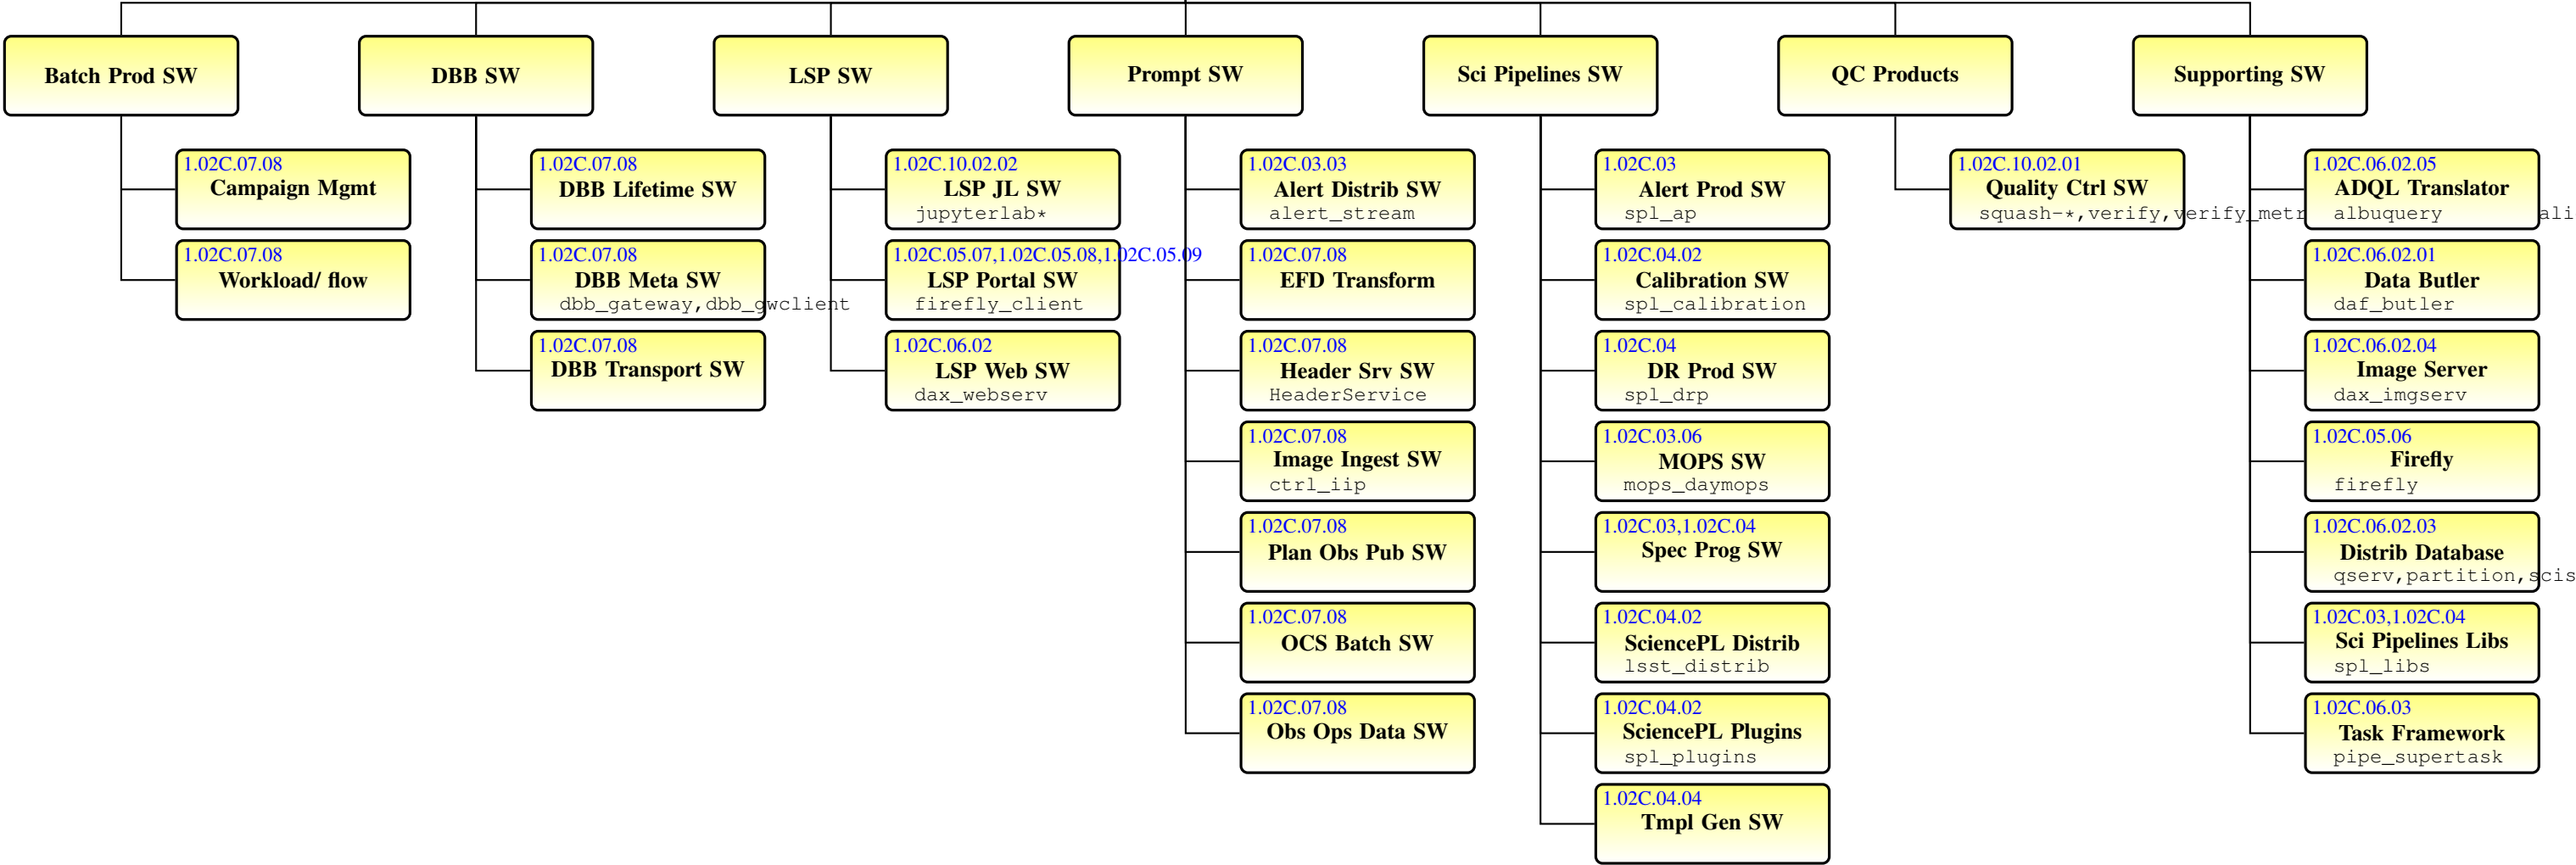 Batch Prod SW
1.02C.07.08
Campaign Mgmt
1.02C.07.08
Workload/ flow
DBB SW
1.02C.07.08
DBB Lifetime SW
1.02C.07.08
DBB Meta SW
dbb_gateway,dbb_gwclient
1.02C.07.08
DBB Transport SW
LSP SW
1.02C.10.02.02
LSP JL SW
jupyterlab*
1.02C.05.07,1.02C.05.08,1.02C.05.09
LSP Portal SW
firefly_client
1.02C.06.02
LSP Web SW
dax_webserv
Prompt SW
1.02C.03.03
Alert Distrib SW
alert_stream
1.02C.07.08
EFD Transform
1.02C.07.08
Header Srv SW
HeaderService
1.02C.07.08
Image Ingest SW
ctrl_iip
1.02C.07.08
Plan Obs Pub SW
1.02C.07.08
OCS Batch SW
1.02C.07.08
Obs Ops Data SW
Sci Pipelines SW
1.02C.03
Alert Prod SW
spl_ap
1.02C.04.02
Calibration SW
spl_calibration
1.02C.04
DR Prod SW
spl_drp
1.02C.03.06
MOPS SW
mops_daymops
1.02C.03,1.02C.04
Spec Prog SW
1.02C.04.02
SciencePL Distrib
lsst_distrib
1.02C.04.02
SciencePL Plugins
spl_plugins
1.02C.04.04
Tmpl Gen SW
QC Products
1.02C.10.02.01
Quality Ctrl SW
squash-*,verify,verify_metr
ali
Supporting SW
1.02C.06.02.05
ADQL Translator
albuquery
1.02C.06.02.01
Data Butler
daf_butler
1.02C.06.02.04
Image Server
dax_imgserv
1.02C.05.06
Firefly
firefly
1.02C.06.02.03
Distrib Database
qserv,partition,scis
1.02C.03,1.02C.04
Sci Pipelines Libs
spl_libs
1.02C.06.03
Task Framework
pipe_supertask